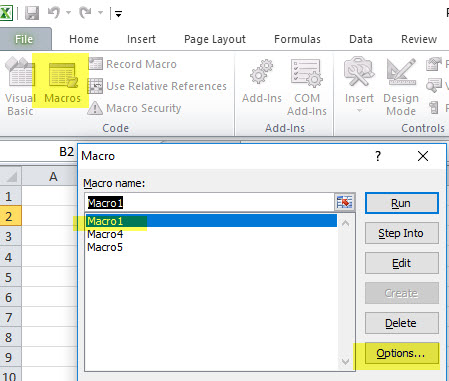 File Home Insert Page Layout Formulas Data Review
Visual Basic
Macros
Record Macro
Use Relative References
Macro Security
Code
Add-Ins
COM Add-Ins
Add-Ins
Insert
Design Mode
Controls
B2
A
1
2
3
4
5
6
7
8
9
10
Macro
?
Macro name:
Macro1
Macro1
Macro4
Macro5
Run
Step Into
Edit
Create
Delete
Options...